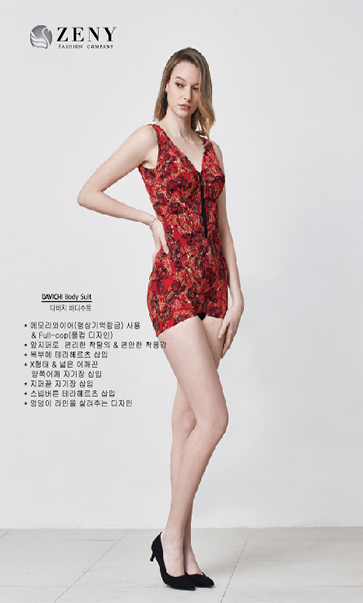 ZENY
FASHION COMPANY
DAVICHI Body Suit
다비치 바디수트
* 메모리와이어(형상기억합금) 사용
& Full-cop(풀컵 디자인)
* 앞지퍼로 편리한 착탈의 & 편안한 착용감
* 복부에 테라헤르츠 삽입
* X형태 & 넓은 어깨끈
양쪽어깨 자기장 삽입
* 지퍼끝 자기장 삽입
* 스냅버튼 테라헤르츠 삽입
* 엉덩이 라인을 살려주는 디자인